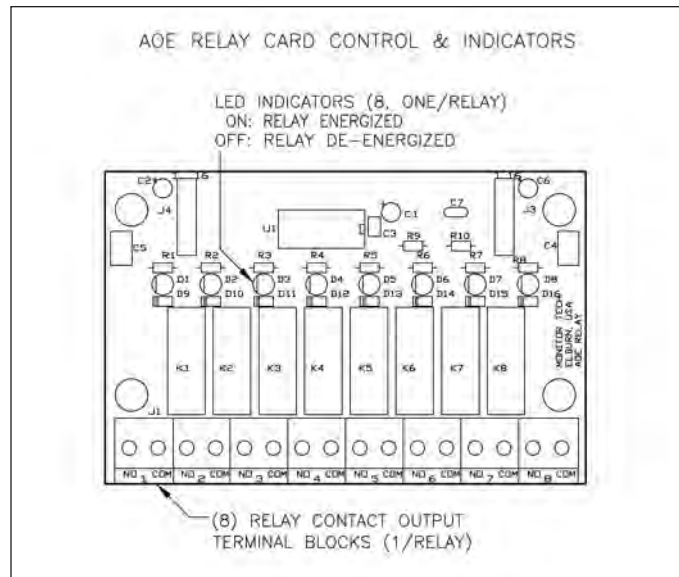 AOE RELAY CARD CONTROL & INDICATORS
LED INDICATORS (8, ONE/RELAY)
ON: RELAY ENERGIZED
OFF: RELAY DE-ENERGIZED
C2+ C6
J4 U1 C1 C7 J3
C3
C5 R9 R10 C4
R1 R2 R3 R4 R5 R6 R7 R8
D1 D2 D3 D4 D5 D6 D7 D8
D9 D10 D11 D12 D13 D14 D15 D16
MONITOR TECH
ELBURN, USA
AOE RELAY
K1 K2 K3 K4 K5 K6 K7 K8
J1
NO 1 COM NO 2 COM NO 3 COM NO 4 COM NO 5 COM NO 6 COM NO 7 COM NO 8 COM
(8) RELAY CONTACT OUTPUT
TERMINAL BLOCKS (1/RELAY)